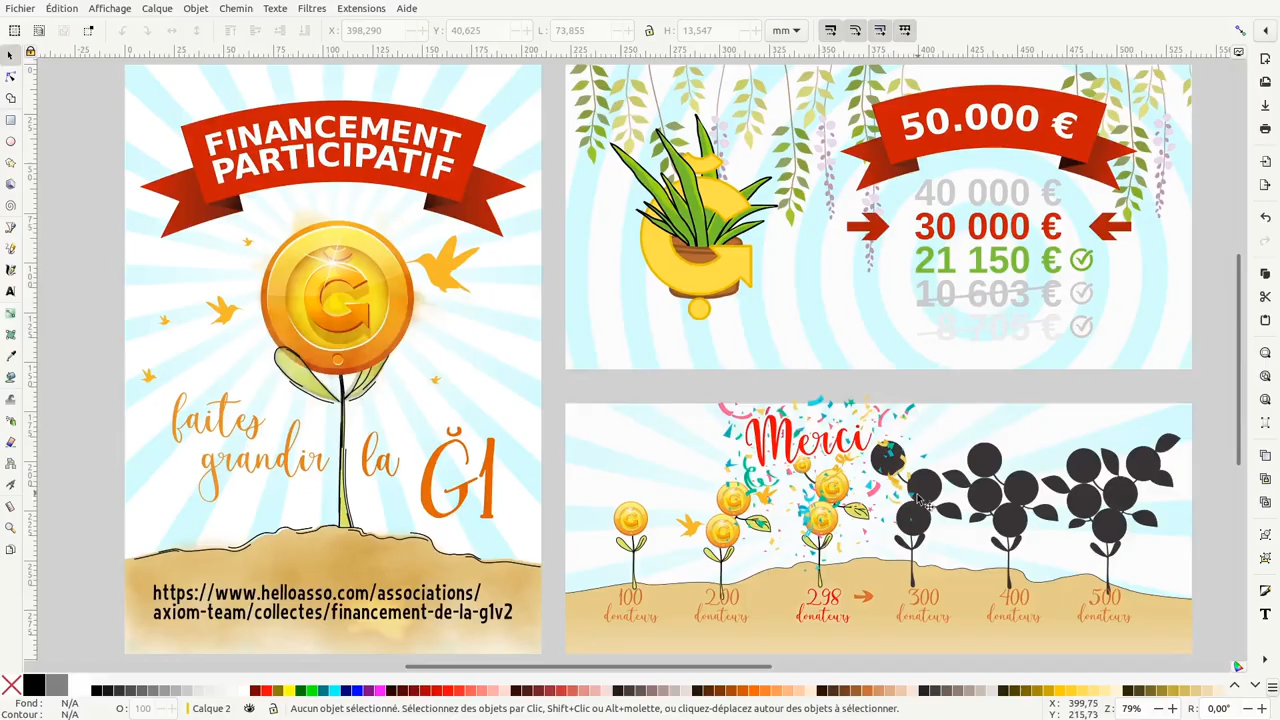 Fichier Édition Affichage Calque Objet Chemin Texte Filtres Extensions Aide
X : 398,290 Y : 40,625 L : 73,855 H : 13,547 mm
FINANCEMENT
PARTICIPATIF
Ğ
faites
grandir la Ğ1
https://www.helloasso.com/associations/
axiom-team/collectes/financement-de-la-g1v2
50.000 €
40 000 €
30 000 €
21 150 €
10 603 €
8 705 €
Merci
100 200 298 300 400 500
donateurs donateurs donateurs donateurs donateurs donateurs
Fond : N/A
Contour : N/A
O : 100
Calque 2
Aucun objet sélectionné. Sélectionnez des objets par Clic, Shift+Clic ou Alt+molette, ou cliquez-déplacez autour des objets à sélectionner.
X : 399,75
Y : 215,73
Z : 79%
R : 0,00°